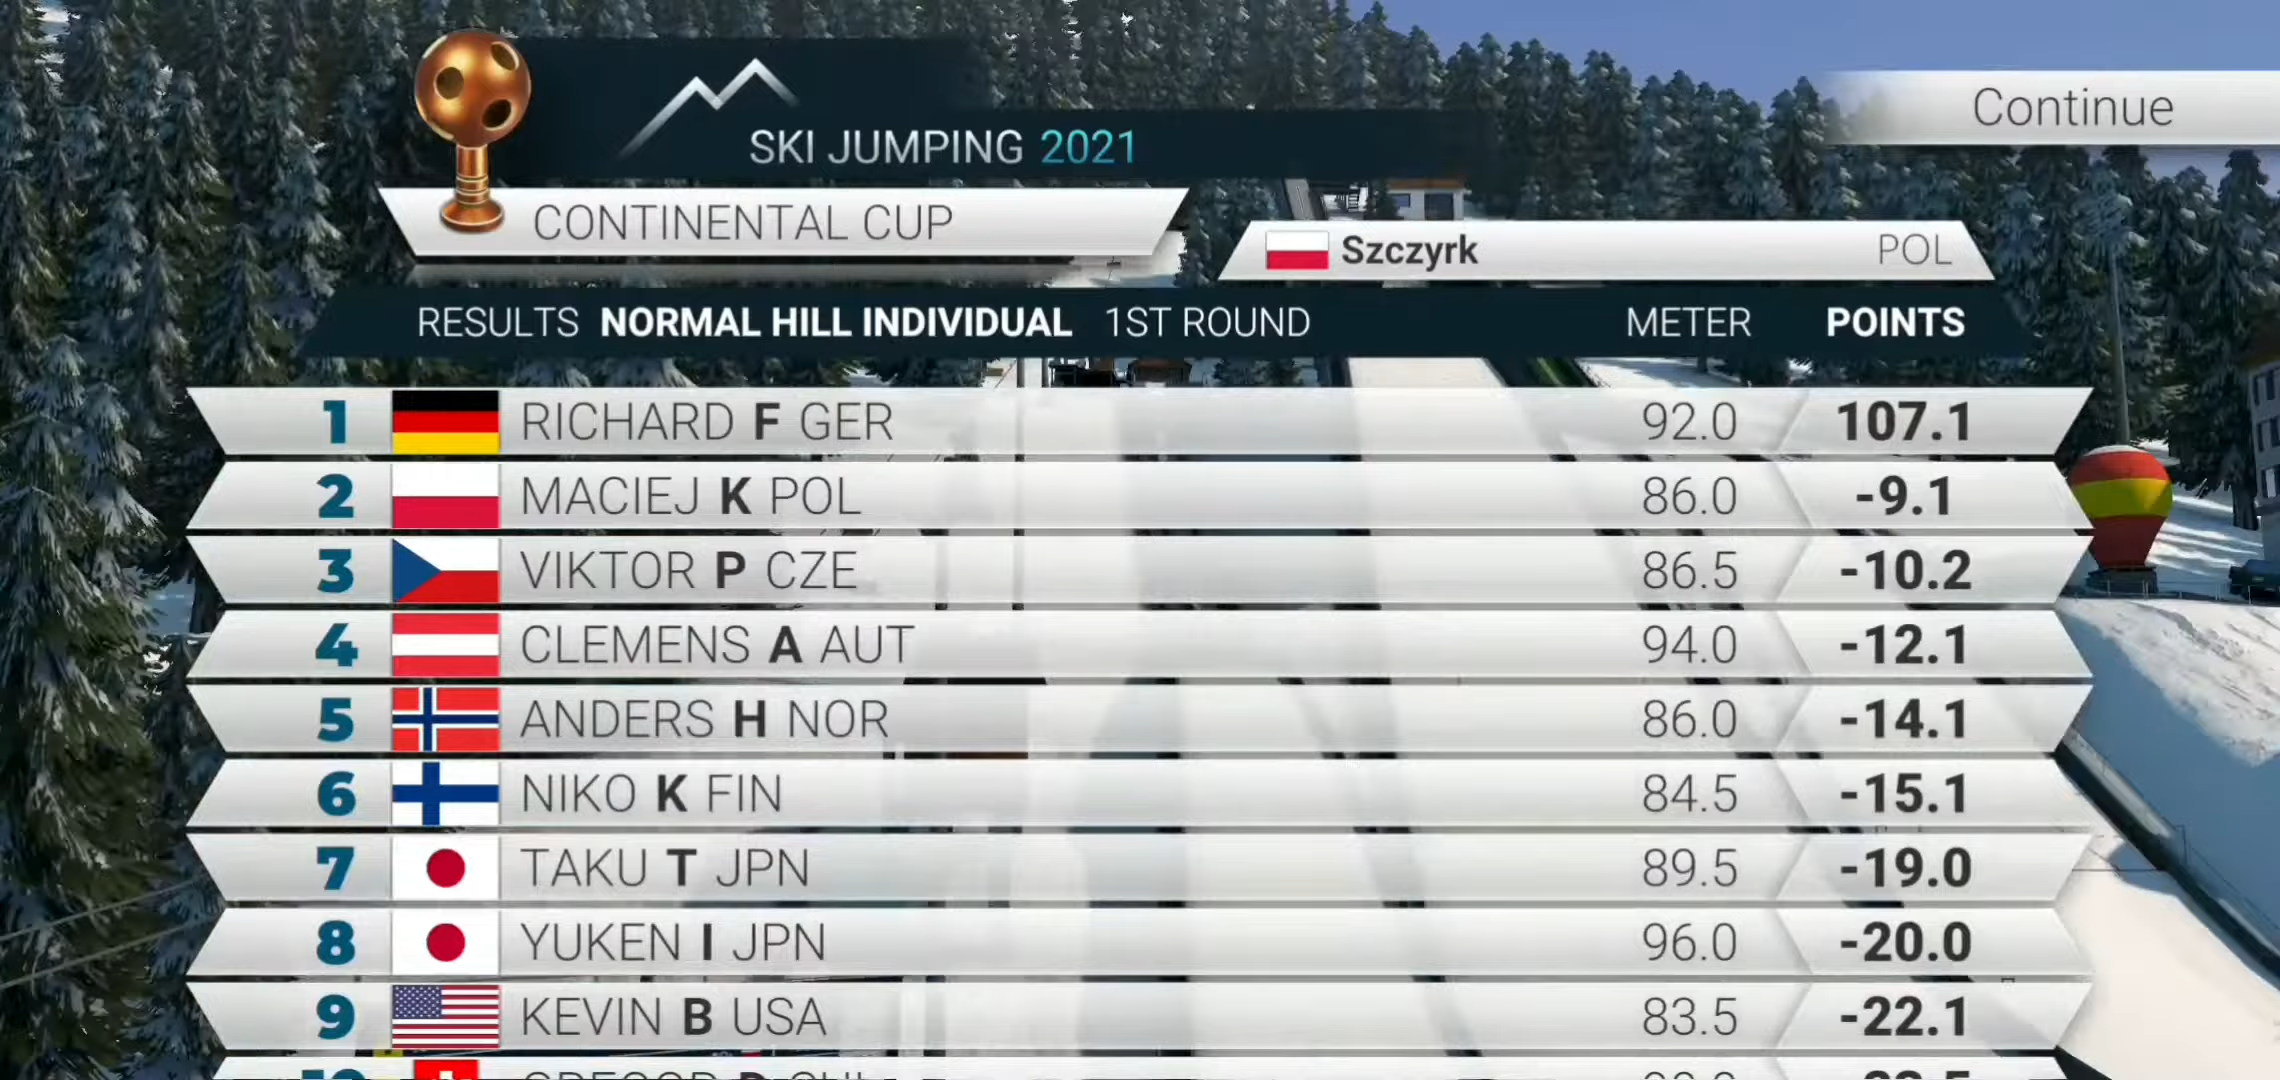 SKI JUMPING 2021
Continue
CONTINENTAL CUP
Szczyrk POL
RESULTS NORMAL HILL INDIVIDUAL 1ST ROUND METER POINTS
1 RICHARD F GER 92.0 107.1
2 MACIEJ K POL 86.0 -9.1
3 VIKTOR P CZE 86.5 -10.2
4 CLEMENS A AUT 94.0 -12.1
5 ANDERS H NOR 86.0 -14.1
6 NIKO K FIN 84.5 -15.1
7 TAKU T JPN 89.5 -19.0
8 YUKEN I JPN 96.0 -20.0
9 KEVIN B USA 83.5 -22.1
10